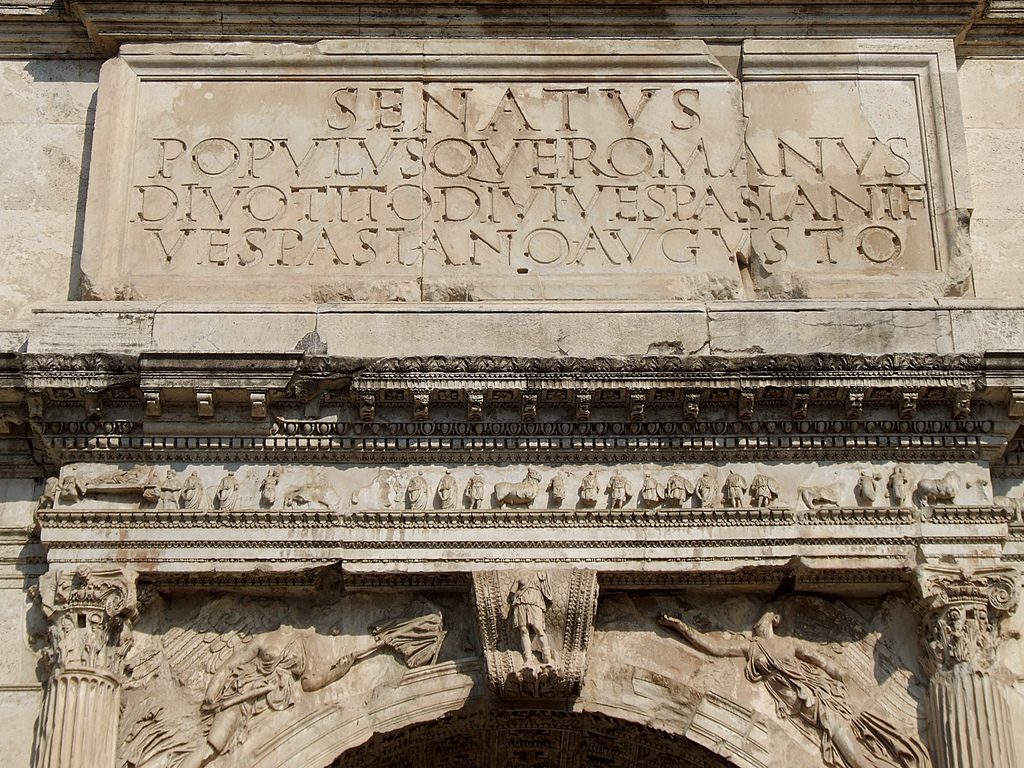 SENATVS
POPVLVSQVEROMANVS
DIVOTITODIVIVESPASIANIF
VESPASIANOAVGVSTO